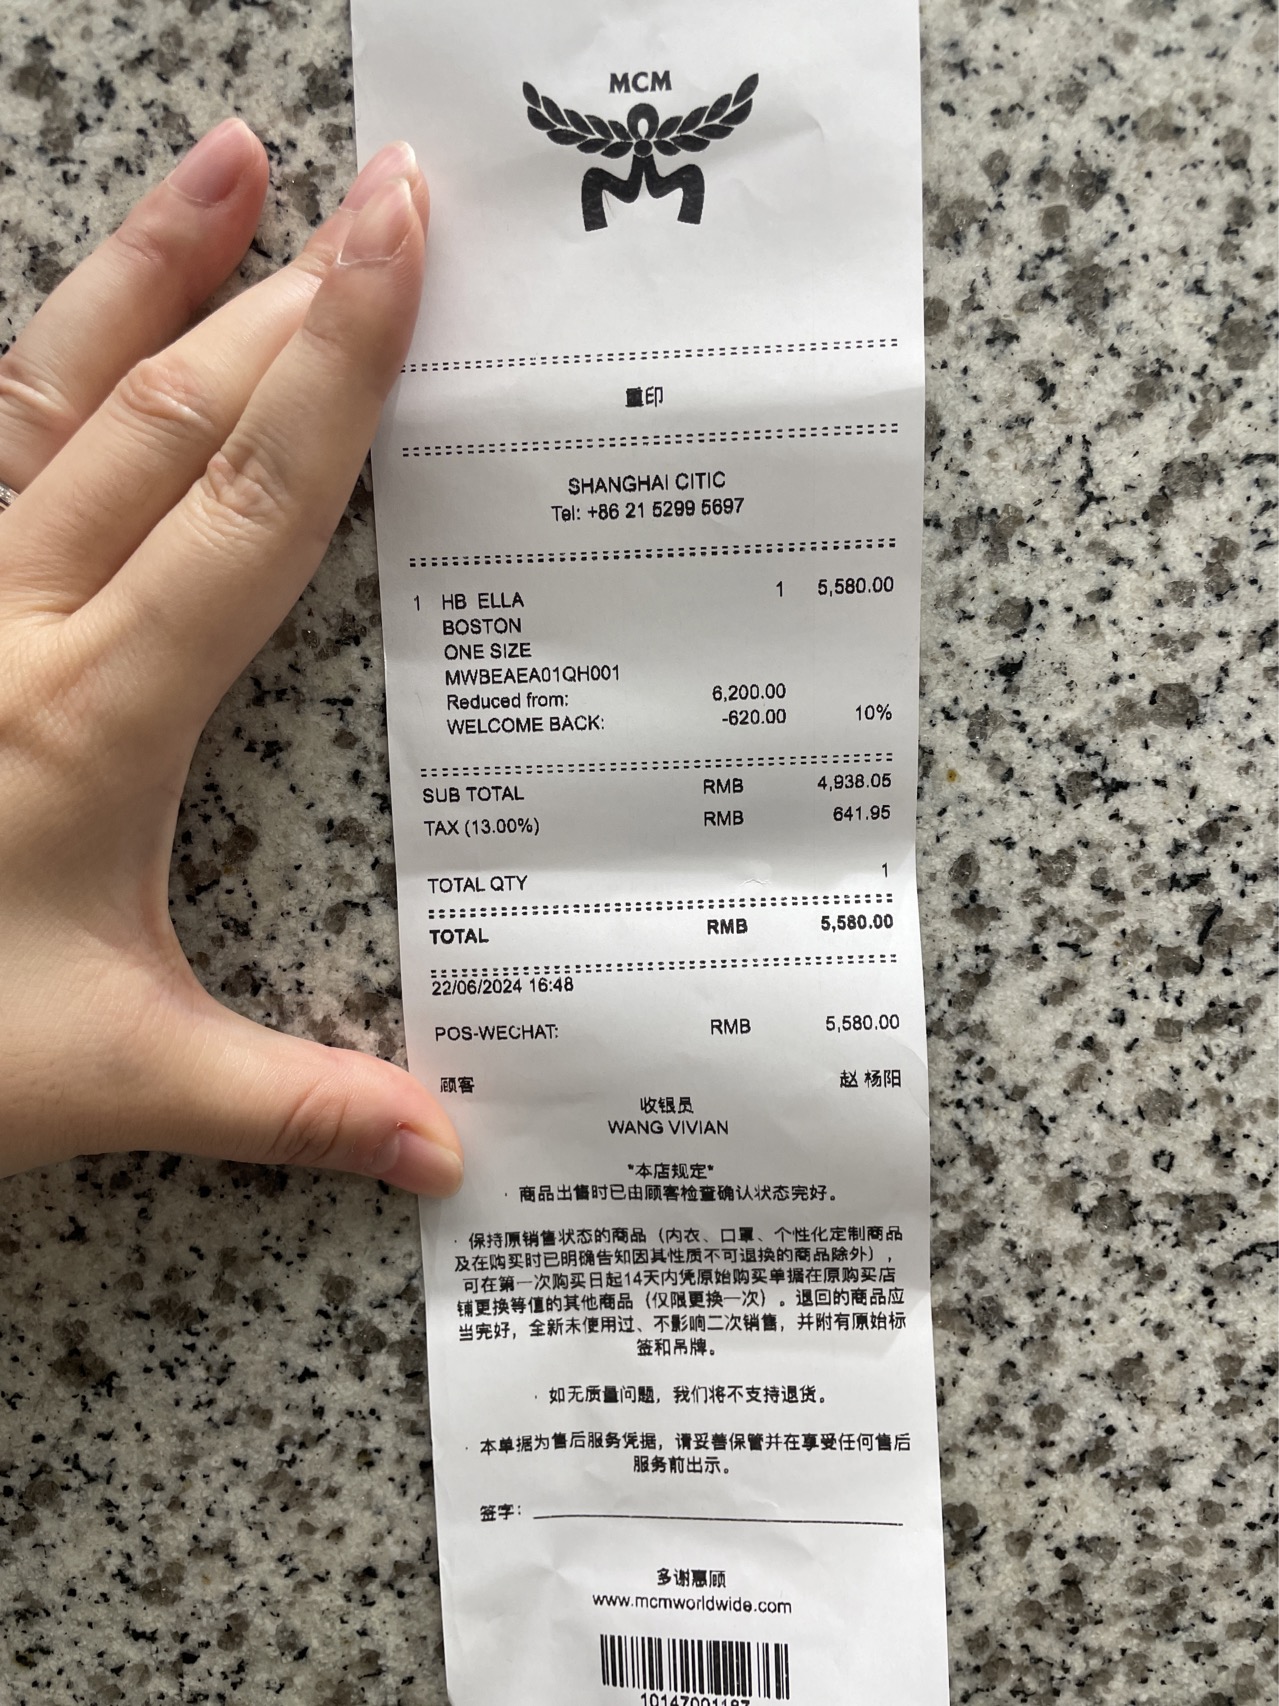 MCM
重印
SHANGHAI CITIC
Tel: +86 21 5299 5697
1 HB ELLA 1 5,580.00
BOSTON
ONE SIZE
MWBEAEA01QH001
Reduced from: 6,200.00
WELCOME BACK: -620.00 10%
SUB TOTAL RMB 4,938.05
TAX (13.00%) RMB 641.95
TOTAL QTY 1
TOTAL RMB 5,580.00
22/06/2024 16:48
POS-WECHAT: RMB 5,580.00
顾客 赵 杨阳
收银员
WANG VIVIAN
*本店规定*
· 商品出售时已由顾客检查确认状态完好。
· 保持原销售状态的商品（内衣、口罩、个性化定制商品
及在购买时已明确告知因其性质不可退换的商品除外），
可在第一次购买日起14天内凭原始购买单据在原购买店
铺更换等值的其他商品（仅限更换一次）。退回的商品应
当完好，全新未使用过、不影响二次销售，并附有原始标
签和吊牌。
· 如无质量问题，我们将不支持退货。
· 本单据为售后服务凭据，请妥善保管并在享受任何售后
服务前出示。
签字：
多谢惠顾
www.mcmworldwide.com
10147001187